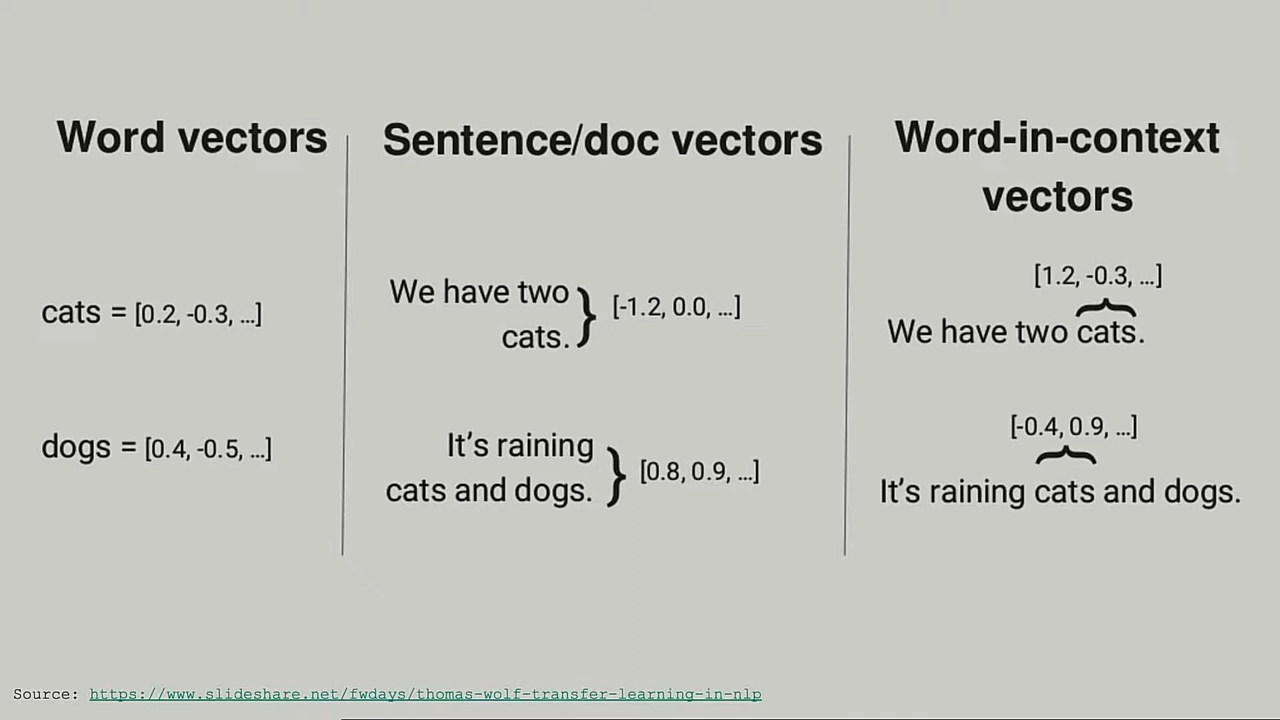 Word vectors
cats = [0.2, -0.3, …]
dogs = [0.4, -0.5, …]
Sentence/doc vectors
We have two
cats.
[-1.2, 0.0, …]
It’s raining
cats and dogs.
[0.8, 0.9, …]
Word-in-context
vectors
[1.2, -0.3, …]
We have two cats.
[-0.4, 0.9, …]
It’s raining cats and dogs.
Source: https://www.slideshare.net/fwdays/thomas-wolf-transfer-learning-in-nlp